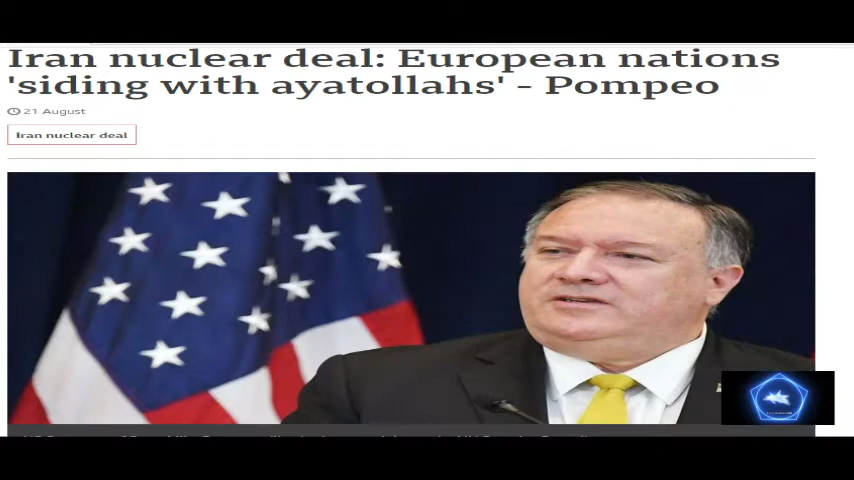 Iran nuclear deal: European nations
'siding with ayatollahs' - Pompeo
21 August
Iran nuclear deal